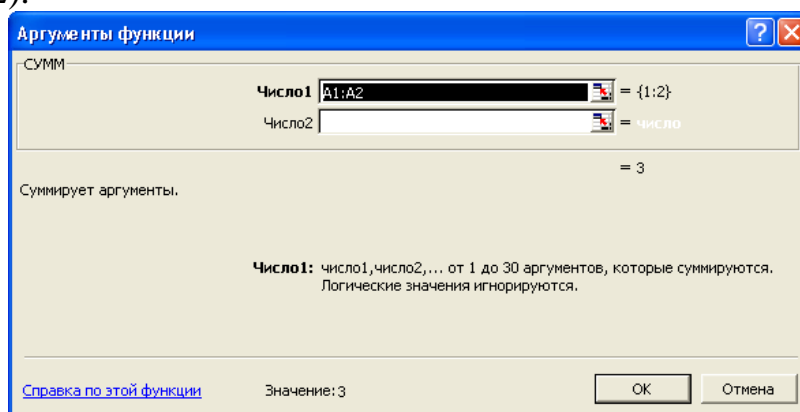 Аргументы функции
СУММ
Число1 A1:A2 = {1:2}
Число2 = число
= 3
Суммирует аргументы.
Число1: число1,число2,... от 1 до 30 аргументов, которые суммируются.
Логические значения игнорируются.
Справка по этой функции Значение:3 ОК Отмена